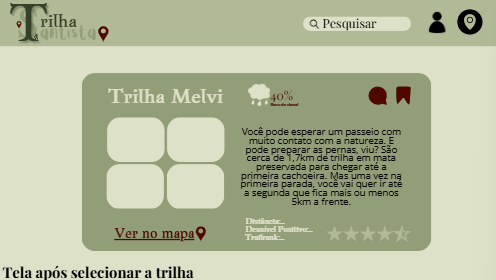 Trilha
Santista
Pesquisar
Trilha Melvi
40%
Você pode esperar um passeio com
muito contato com a natureza. E
pode preparar as pernas, viu? São
cerca de 1,7km de trilha em mata
preservada para chegar até a
primeira cachoeira. Mas uma vez na
primeira parada, você vai quer ir até
a segunda que fica mais ou menos
5km a frente.
Distância:...
Desnível Positivo:...
Ver no mapa
Tela após selecionar a trilha